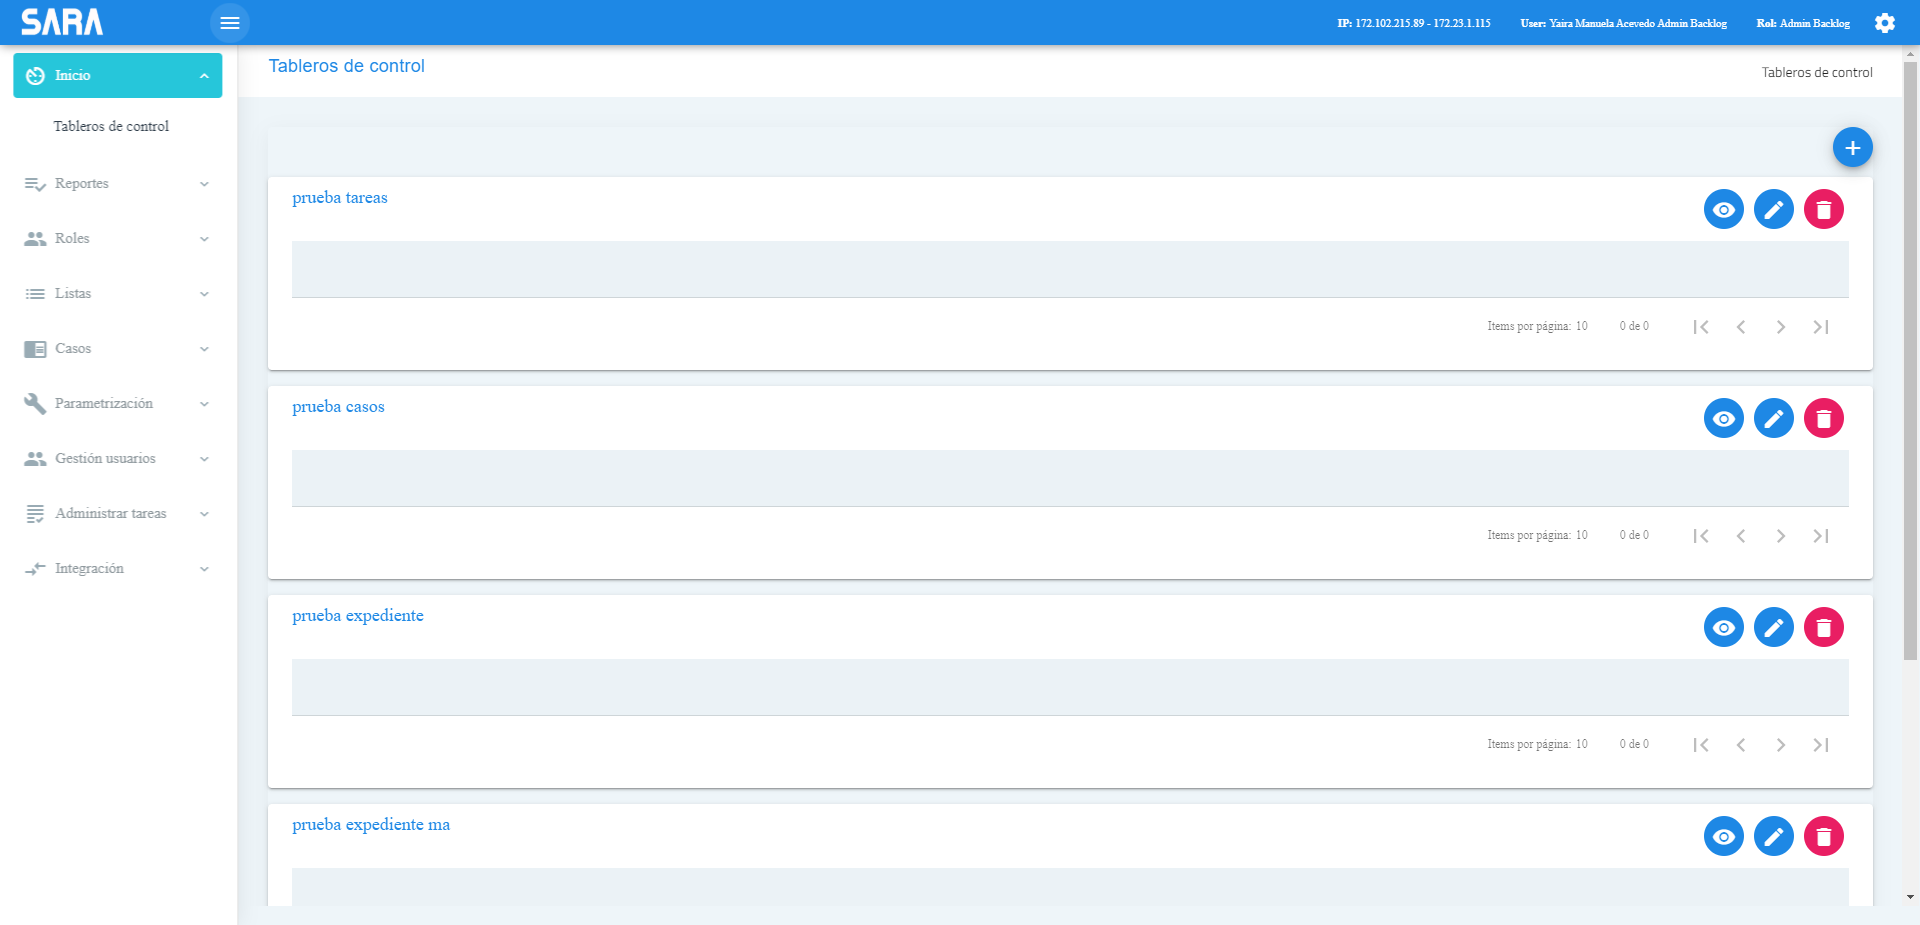 SARA
IP: 172.102.215.89 - 172.23.1.115 User: Yaira Manuela Acevedo Admin Backlog Rol: Admin Backlog
Inicio
Tableros de control
Reportes
Roles
Listas
Casos
Parametrización
Gestión usuarios
Administrar tareas
Integración
Tableros de control
Tableros de control
prueba tareas
Items por página: 10 0 de 0
prueba casos
Items por página: 10 0 de 0
prueba expediente
Items por página: 10 0 de 0
prueba expediente ma